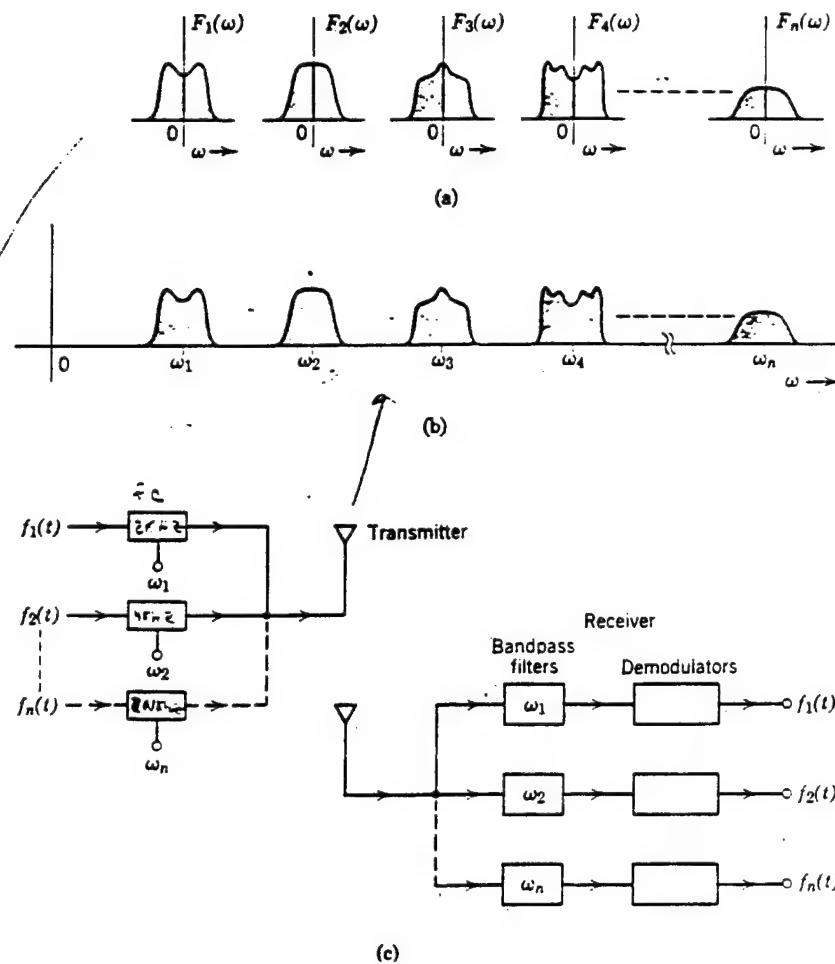 F₁(ω) F₂(ω) F₃(ω) F₄(ω) Fₙ(ω)
0 0 0 0 0
ω ω ω ω ω
(a)
0 ω₁ ω₂ ω₃ ω₄ ωₙ
ω
(b)
f₁(t)
ω₁
Transmitter
f₂(t)
ω₂
fₙ(t)
ωₙ
Receiver
Bandpass filters
Demodulators
ω₁ f₁(t)
ω₂ f₂(t)
ωₙ fₙ(t)
(c)